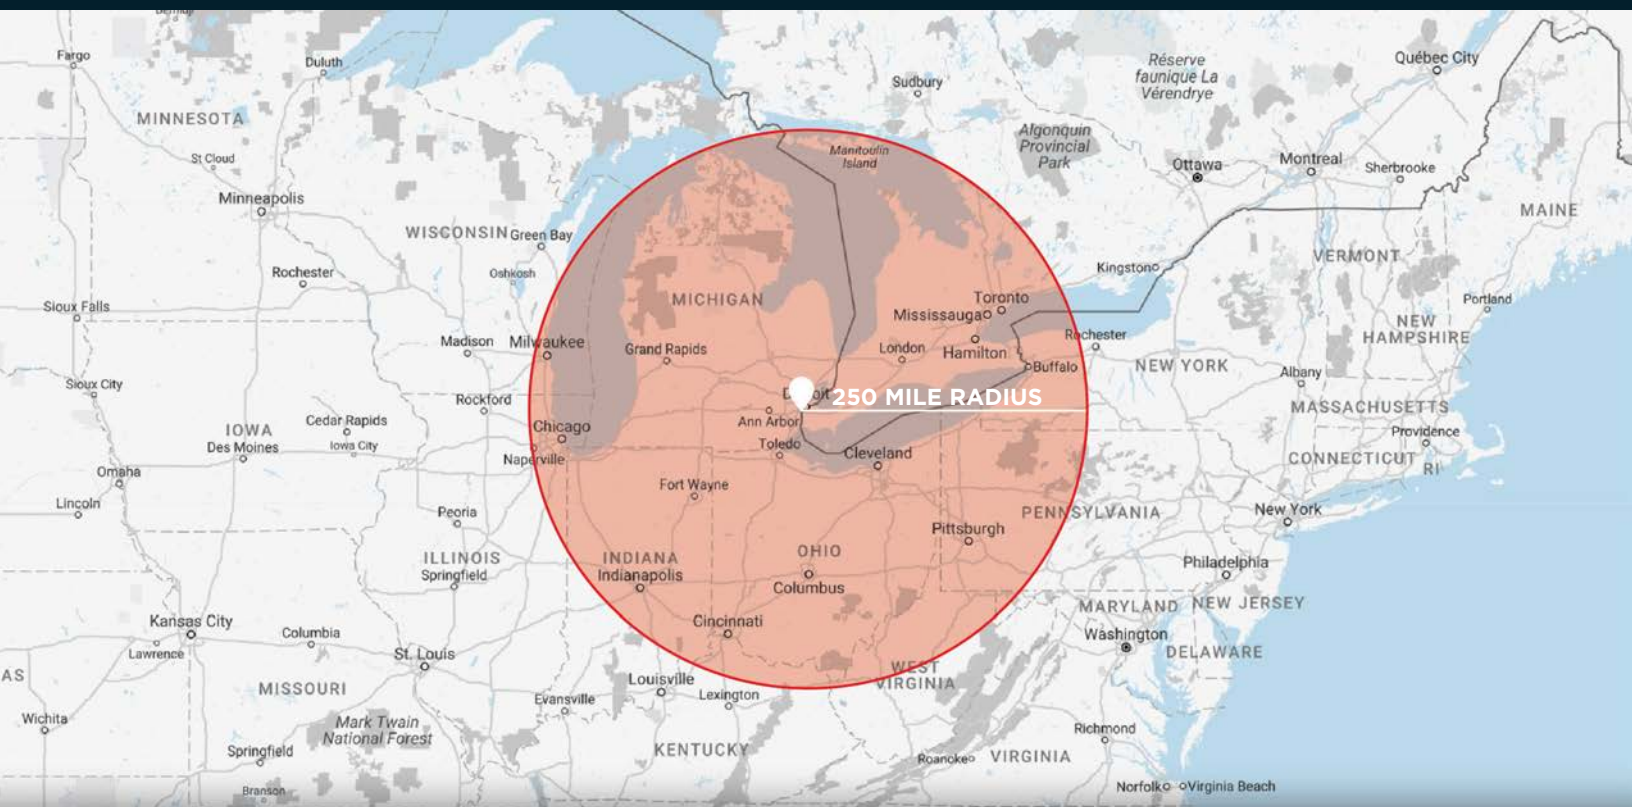 Fargo
Duluth
Sudbury
Réserve
faunique La
Vérendrye
Québec City
MINNESOTA
Algonquin
Provincial
Park
Manitoulin
Island
St Cloud
Ottawa
Montreal
Sherbrooke
Minneapolis
MAINE
WISCONSIN
Green Bay
VERMONT
Rochester
Oshkosh
Kingston
Sioux Falls
MICHIGAN
Toronto
Mississauga
Portland
NEW
HAMPSHIRE
Madison
Milwaukee
Grand Rapids
London
Hamilton
Rochester
Buffalo
NEW YORK
Albany
Sioux City
Rockford
Detroit
250 MILE RADIUS
MASSACHUSETTS
Cedar Rapids
IOWA
Des Moines
Iowa City
Chicago
Ann Arbor
Toledo
Cleveland
Providence
CONNECTICUT
RI
Naperville
Omaha
Lincoln
Fort Wayne
Peoria
PENNSYLVANIA
New York
Pittsburgh
ILLINOIS
Springfield
INDIANA
Indianapolis
OHIO
Columbus
Philadelphia
MARYLAND
NEW JERSEY
Kansas City
Columbia
Cincinnati
Washington
DELAWARE
Lawrence
St. Louis
AS
WEST
VIRGINIA
MISSOURI
Louisville
Lexington
Evansville
Wichita
Mark Twain
National Forest
Richmond
Springfield
KENTUCKY
Roanoke
VIRGINIA
Branson
Norfolk
Virginia Beach